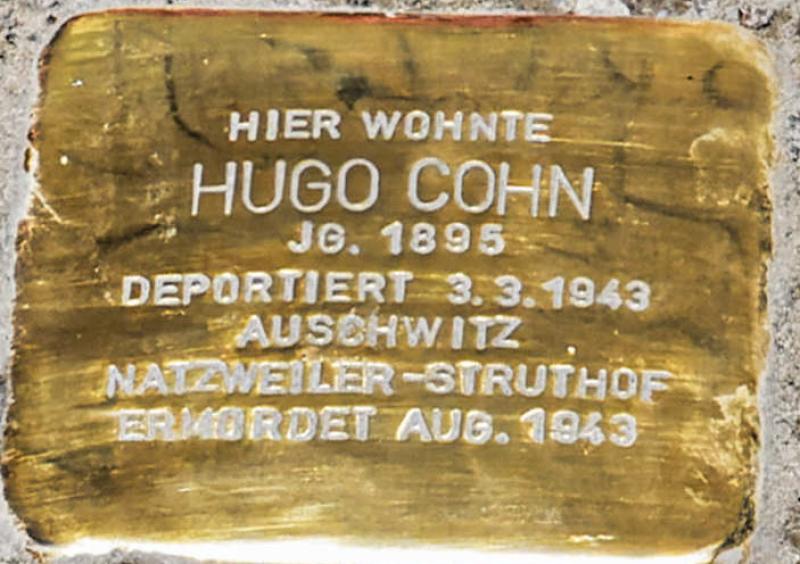 HIER WOHNTE
HUGO COHN
JG. 1895
DEPORTIERT 3.3.1943
AUSCHWITZ
NATZWEILER-STRUTHOF
ERMORDET AUG. 1943